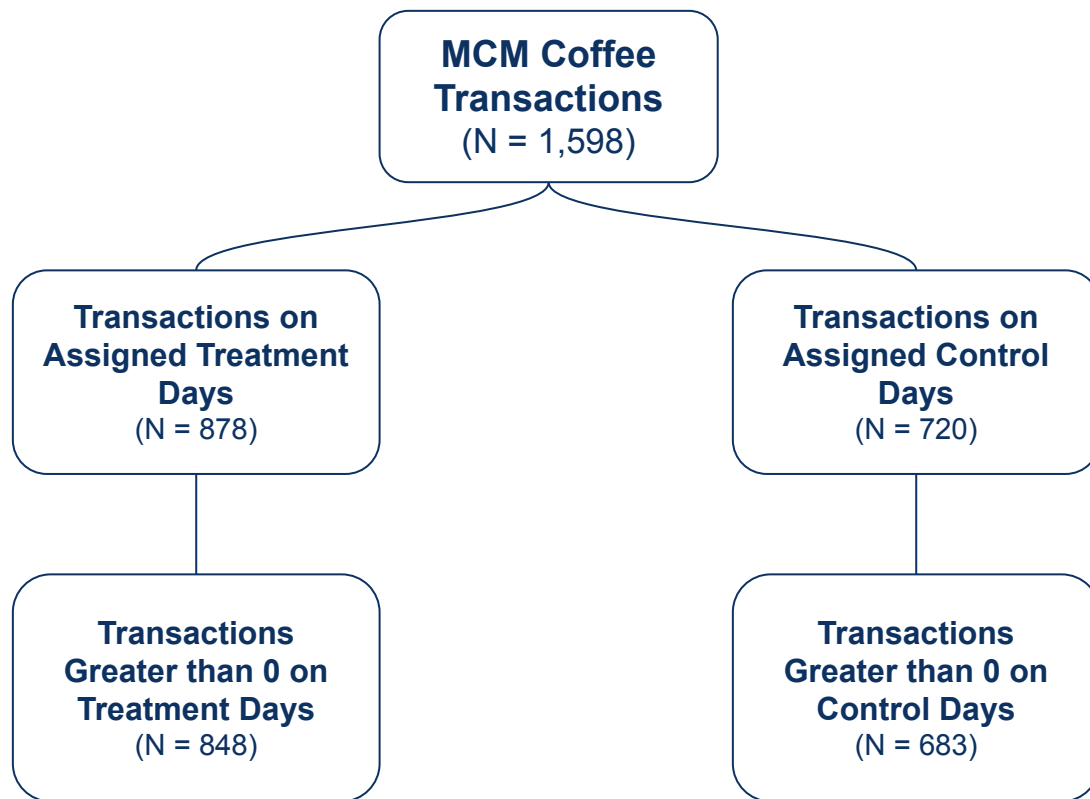 MCM Coffee
Transactions
(N = 1,598)
Transactions on
Assigned Treatment
Days
(N = 878)
Transactions on
Assigned Control
Days
(N = 720)
Transactions
Greater than 0 on
Treatment Days
(N = 848)
Transactions
Greater than 0 on
Control Days
(N = 683)